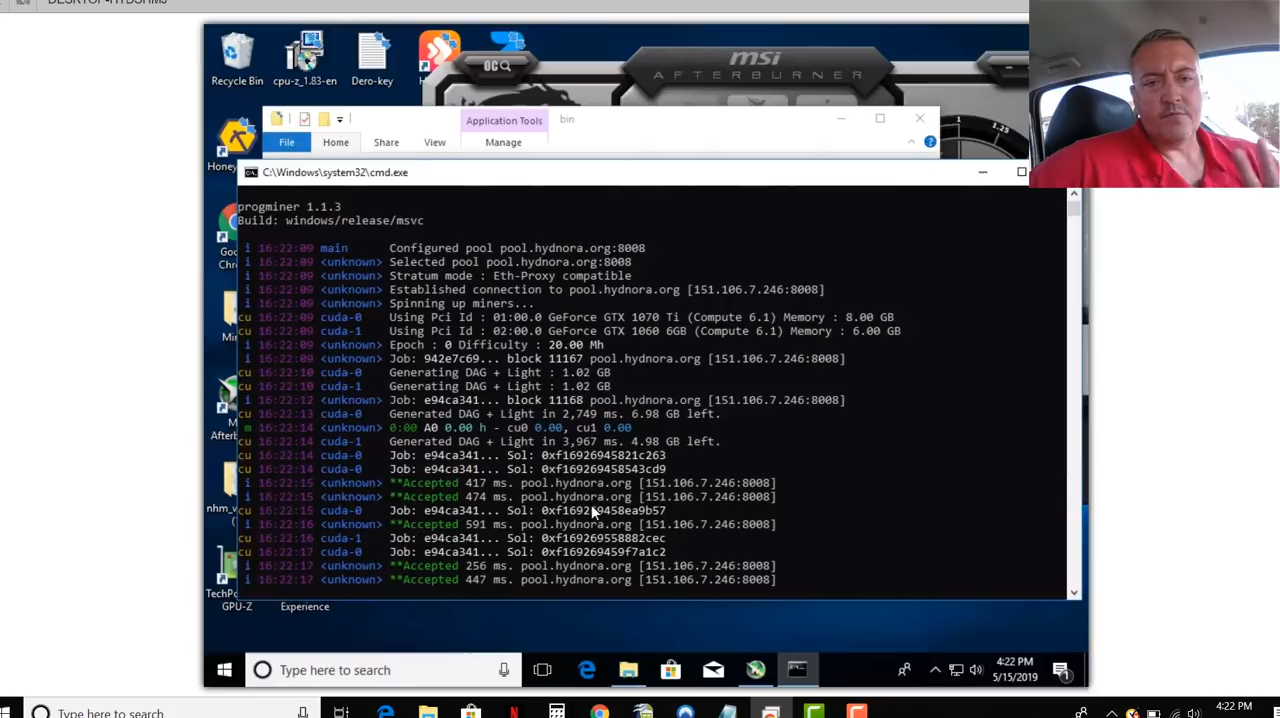 DESKTOP-HYDSHMJ
Recycle Bin
cpu-z_1.83-en
Dero-key
OC
msi
AFTERBURNER
Application Tools
bin
File
Home
Share
View
Manage
1
1.25
Honey
C:\Windows\system32\cmd.exe
progminer 1.1.3
Build: windows/release/msvc
i 16:22:09 main Configured pool pool.hydnora.org:8008
i 16:22:09 <unknown> Selected pool pool.hydnora.org:8008
i 16:22:09 <unknown> Stratum mode : Eth-Proxy compatible
i 16:22:09 <unknown> Established connection to pool.hydnora.org [151.106.7.246:8008]
i 16:22:09 <unknown> Spinning up miners...
cu 16:22:09 cuda-0 Using Pci Id : 01:00.0 GeForce GTX 1070 Ti (Compute 6.1) Memory : 8.00 GB
cu 16:22:09 cuda-1 Using Pci Id : 02:00.0 GeForce GTX 1060 6GB (Compute 6.1) Memory : 6.00 GB
i 16:22:09 <unknown> Epoch : 0 Difficulty : 20.00 Mh
i 16:22:09 <unknown> Job: 942e7c69... block 11167 pool.hydnora.org [151.106.7.246:8008]
cu 16:22:10 cuda-0 Generating DAG + Light : 1.02 GB
cu 16:22:10 cuda-1 Generating DAG + Light : 1.02 GB
i 16:22:12 <unknown> Job: e94ca341... block 11168 pool.hydnora.org [151.106.7.246:8008]
cu 16:22:13 cuda-0 Generated DAG + Light in 2,749 ms. 6.98 GB left.
m 16:22:14 <unknown> 0:00 A0 0.00 h - cu0 0.00, cu1 0.00
cu 16:22:14 cuda-1 Generated DAG + Light in 3,967 ms. 4.98 GB left.
cu 16:22:14 cuda-0 Job: e94ca341... Sol: 0xf16926945821c263
cu 16:22:14 cuda-0 Job: e94ca341... Sol: 0xf169269458543cd9
i 16:22:15 <unknown> **Accepted 417 ms. pool.hydnora.org [151.106.7.246:8008]
i 16:22:15 <unknown> **Accepted 474 ms. pool.hydnora.org [151.106.7.246:8008]
cu 16:22:15 cuda-0 Job: e94ca341... Sol: 0xf169269458ea9b57
i 16:22:16 <unknown> **Accepted 591 ms. pool.hydnora.org [151.106.7.246:8008]
cu 16:22:16 cuda-1 Job: e94ca341... Sol: 0xf169269558882cec
cu 16:22:17 cuda-0 Job: e94ca341... Sol: 0xf169269459f7a1c2
i 16:22:17 <unknown> **Accepted 256 ms. pool.hydnora.org [151.106.7.246:8008]
i 16:22:17 <unknown> **Accepted 447 ms. pool.hydnora.org [151.106.7.246:8008]
Goo
Chro
Min
Afterb
nhm_w
TechPo
GPU-Z
Experience
Type here to search
4:22 PM
5/15/2019
1
Type here to search
4:22 PM